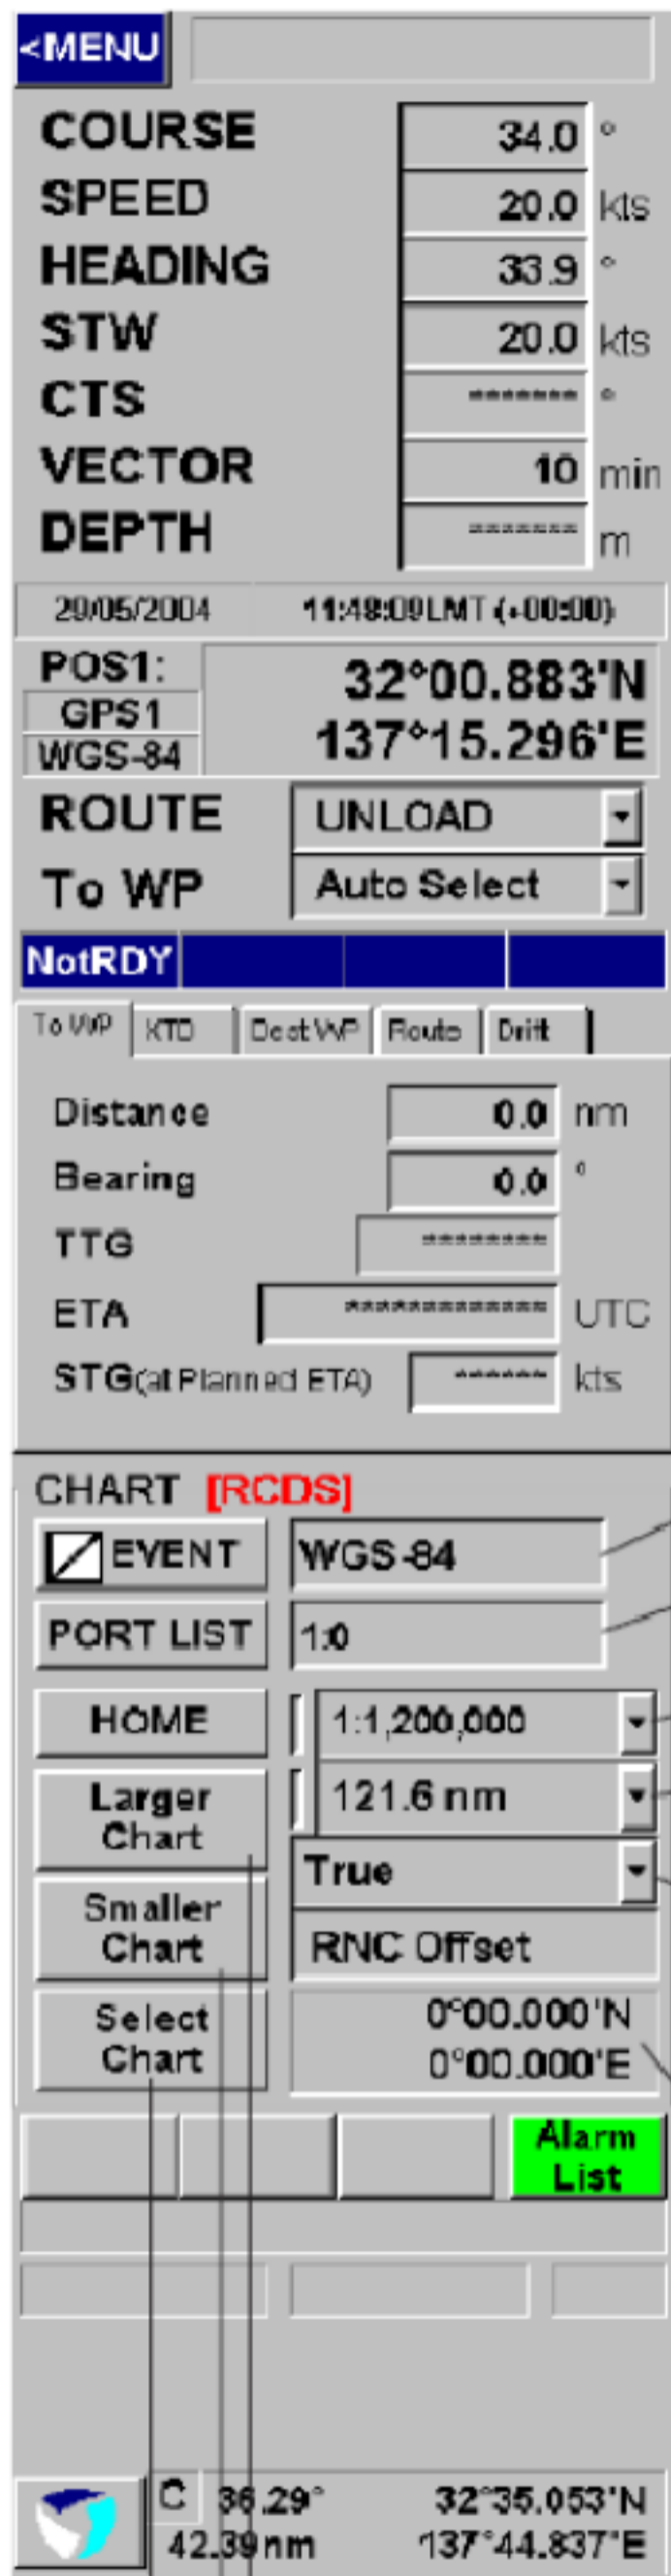 <MENU
COURSE 34.0 °
SPEED 20.0 kts
HEADING 33.9 °
STW 20.0 kts
CTS ------- °
VECTOR 10 min
DEPTH ------- m
29/05/2004 11:48:09LMT (+00:00)
POS1: 32°00.883'N
GPS1
WGS-84 137°15.296'E
ROUTE UNLOAD
To WP Auto Select
NotRDY
To WP XTD Dest WP Route Drift
Distance 0.0 nm
Bearing 0.0 °
TTG ********
ETA ************* UTC
STG(at Planned ETA) ****** kts
CHART [RCDS]
EVENT WGS-84
PORT LIST 1:0
HOME 1:1,200,000
Larger
Chart 121.6 nm
True
Smaller
Chart RNC Offset
Select 0°00.000'N
Chart 0°00.000'E
Alarm
List
C 36.29° 32°35.053'N
42.39nm 137°44.837'E